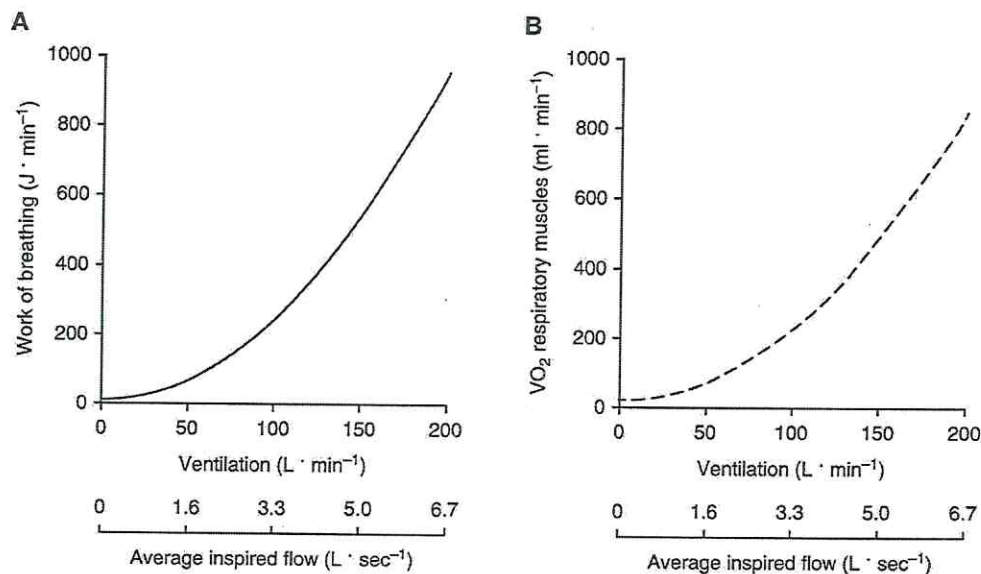 A
1000
800
600
400
200
0
Work of breathing (J · min⁻¹)
0 50 100 150 200
Ventilation (L · min⁻¹)
0 1.6 3.3 5.0 6.7
Average inspired flow (L · sec⁻¹)
B
1000
800
600
400
200
0
VO₂ respiratory muscles (ml · min⁻¹)
0 50 100 150 200
Ventilation (L · min⁻¹)
0 1.6 3.3 5.0 6.7
Average inspired flow (L · sec⁻¹)